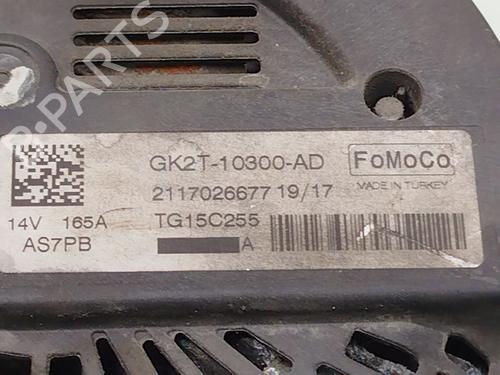 B-PARTS
GK2T-10300-AD
FoMoCo
2117026677 19/17
MADE IN TURKEY
14V 165A
TG15C255
AS7PB
A